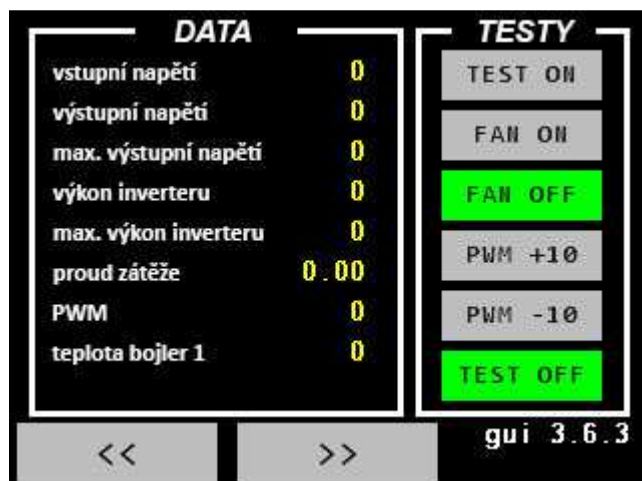 DATA
vstupní napětí 0
výstupní napětí 0
max. výstupní napětí 0
výkon inverteru 0
max. výkon inverteru 0
proud zátěže 0.00
PWM 0
teplota bojler 1 0
TESTY
TEST ON
FAN ON
FAN OFF
PWM +10
PWM -10
TEST OFF
<< >>
gui 3.6.3